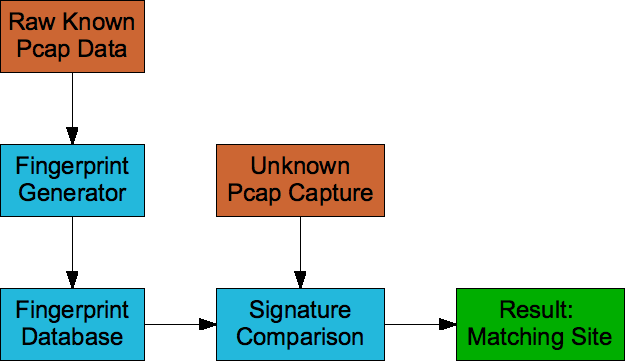 Raw Known
Pcap Data
Fingerprint
Generator
Unknown
Pcap Capture
Fingerprint
Database
Signature
Comparison
Result:
Matching Site